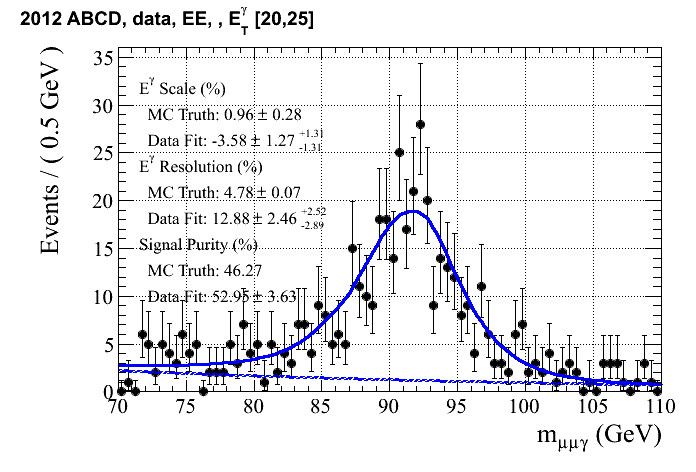 2012 ABCD, data, EE, , E_T^γ [20,25]
Events / ( 0.5 GeV )
35
30
25
20
15
10
5
0
E^γ Scale (%)
MC Truth: 0.96 ± 0.28
Data Fit: -3.58 ± 1.27 +1.31 -1.31
E^γ Resolution (%)
MC Truth: 4.78 ± 0.07
Data Fit: 12.88 ± 2.46 +2.52 -2.89
Signal Purity (%)
MC Truth: 46.27
Data Fit: 52.95 ± 3.63
70 75 80 85 90 95 100 105 110
m_μμγ (GeV)